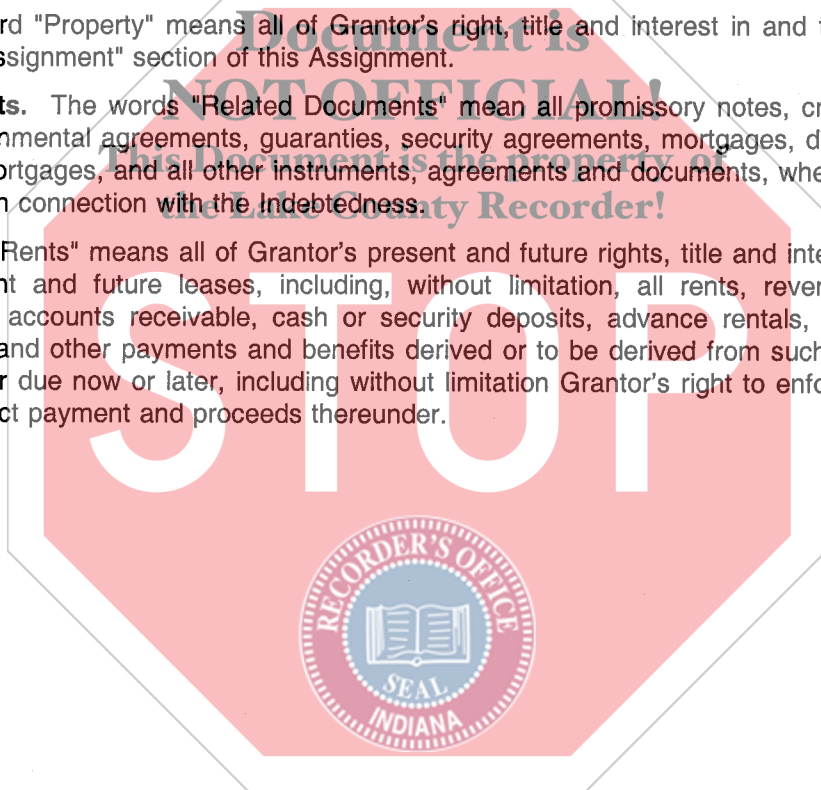 rd "Property" means all of Grantor's right, title and interest in and
ssignment" section of this Assignment.
Document is
NOT OFFICIAL!
This Document is the property of
the Lake County Recorder!
ts. The words "Related Documents" mean all promissory notes, cr
nmental agreements, guaranties, security agreements, mortgages, d
ortgages, and all other instruments, agreements and documents, whe
n connection with the Indebtedness.
Rents" means all of Grantor's present and future rights, title and inte
nt and future leases, including, without limitation, all rents, rever
accounts receivable, cash or security deposits, advance rentals,
and other payments and benefits derived or to be derived from such
r due now or later, including without limitation Grantor's right to enfo
ct payment and proceeds thereunder.
STOP
RECORDER'S OFFICE
SEAL
INDIANA